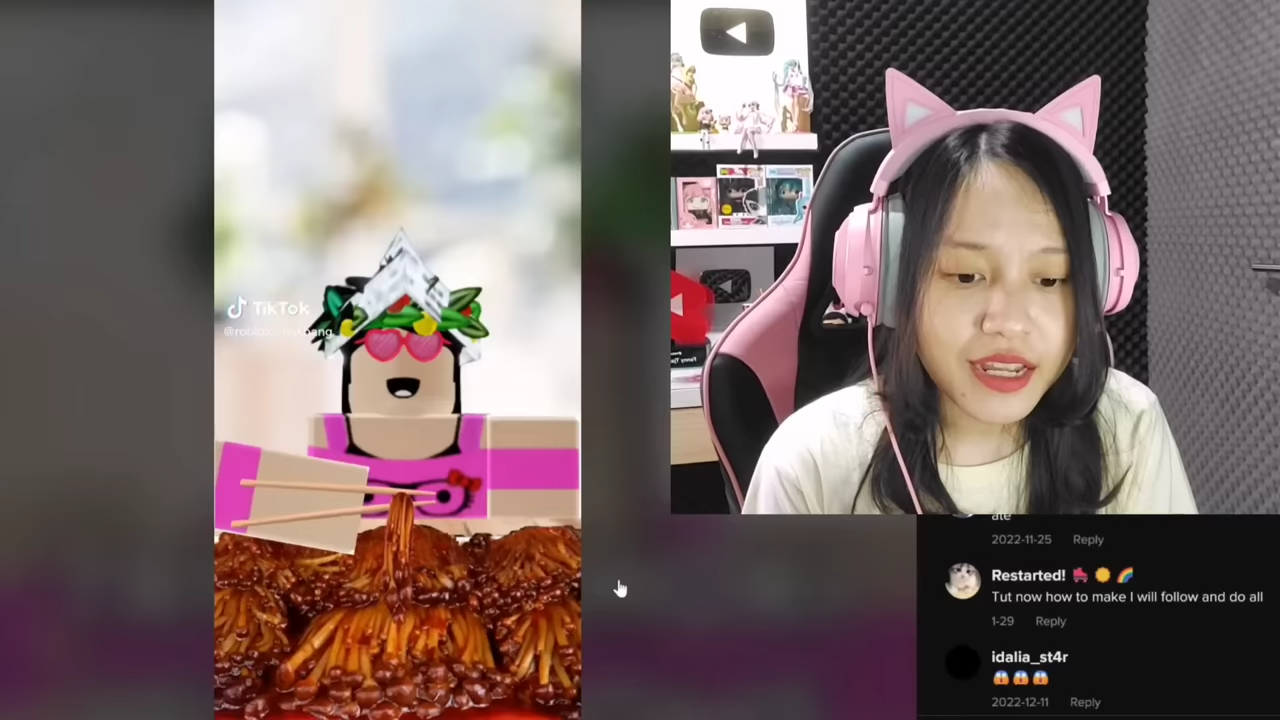 TikTok
ate
2022-11-25 Reply
Restarted! 🛼 ☀️ 🌈
Tut now how to make I will follow and do all
1-29 Reply
idalia_st4r
😱😱😱
2022-12-11 Reply